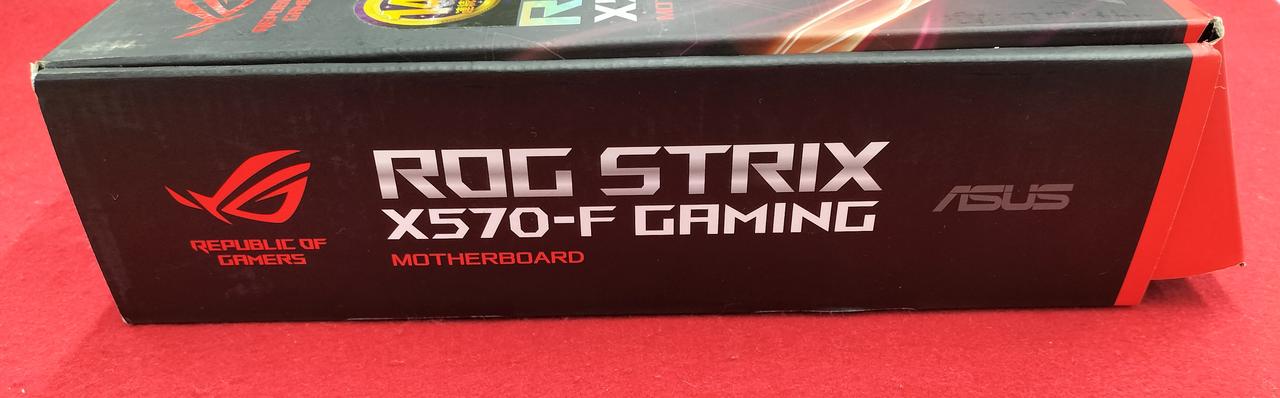 REPUBLIC OF
GAMERS
ROG STRIX
X570-F GAMING
MOTHERBOARD
ASUS